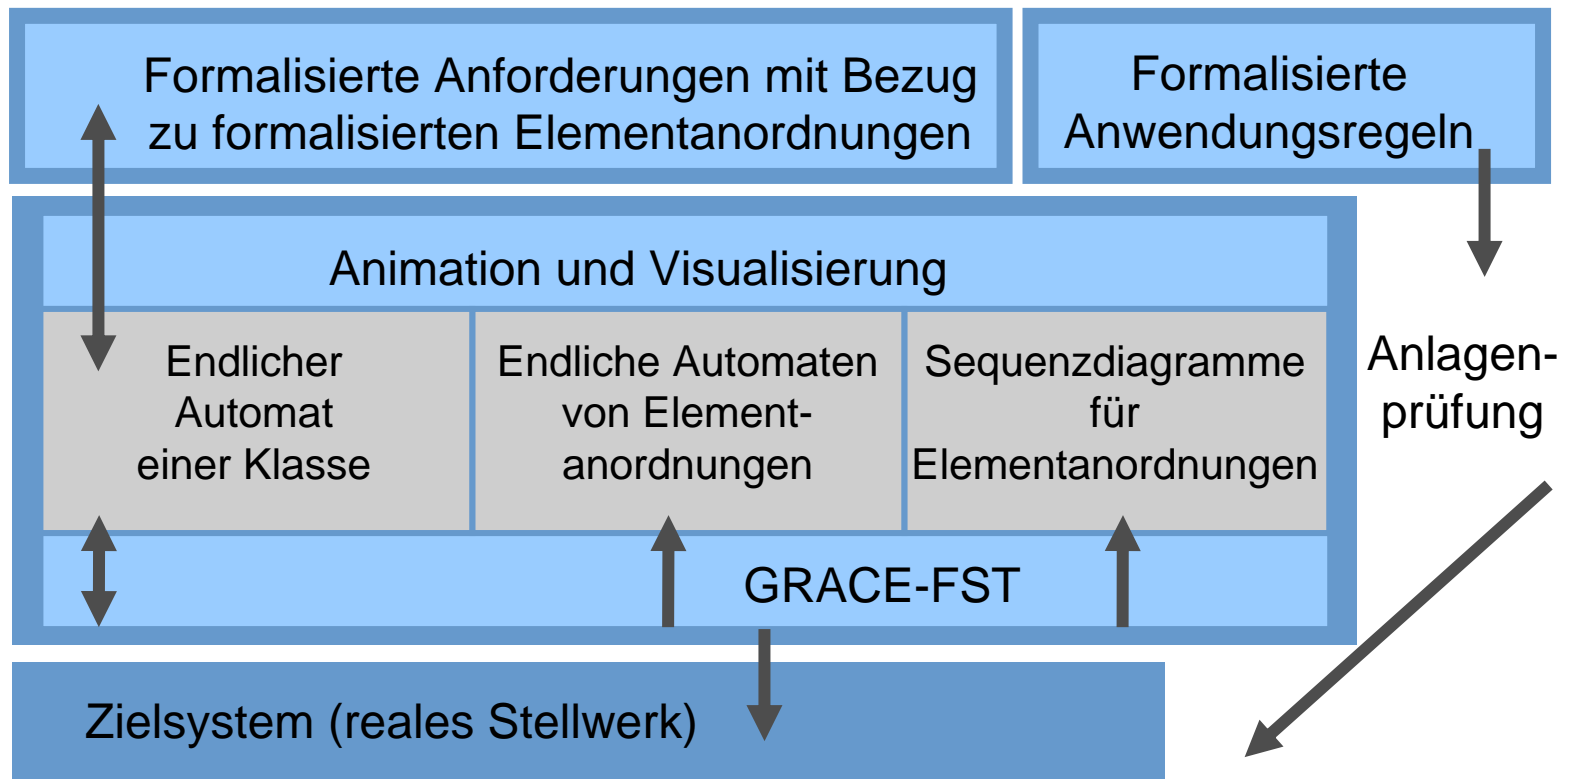 Formalisierte Anforderungen mit Bezug
zu formalisierten Elementanordnungen
Formalisierte
Anwendungsregeln
Animation und Visualisierung
Endlicher
Automat
einer Klasse
Endliche Automaten
von Element-
anordnungen
Sequenzdiagramme
für
Elementanordnungen
Anlagen-
prüfung
GRACE-FST
Zielsystem (reales Stellwerk)